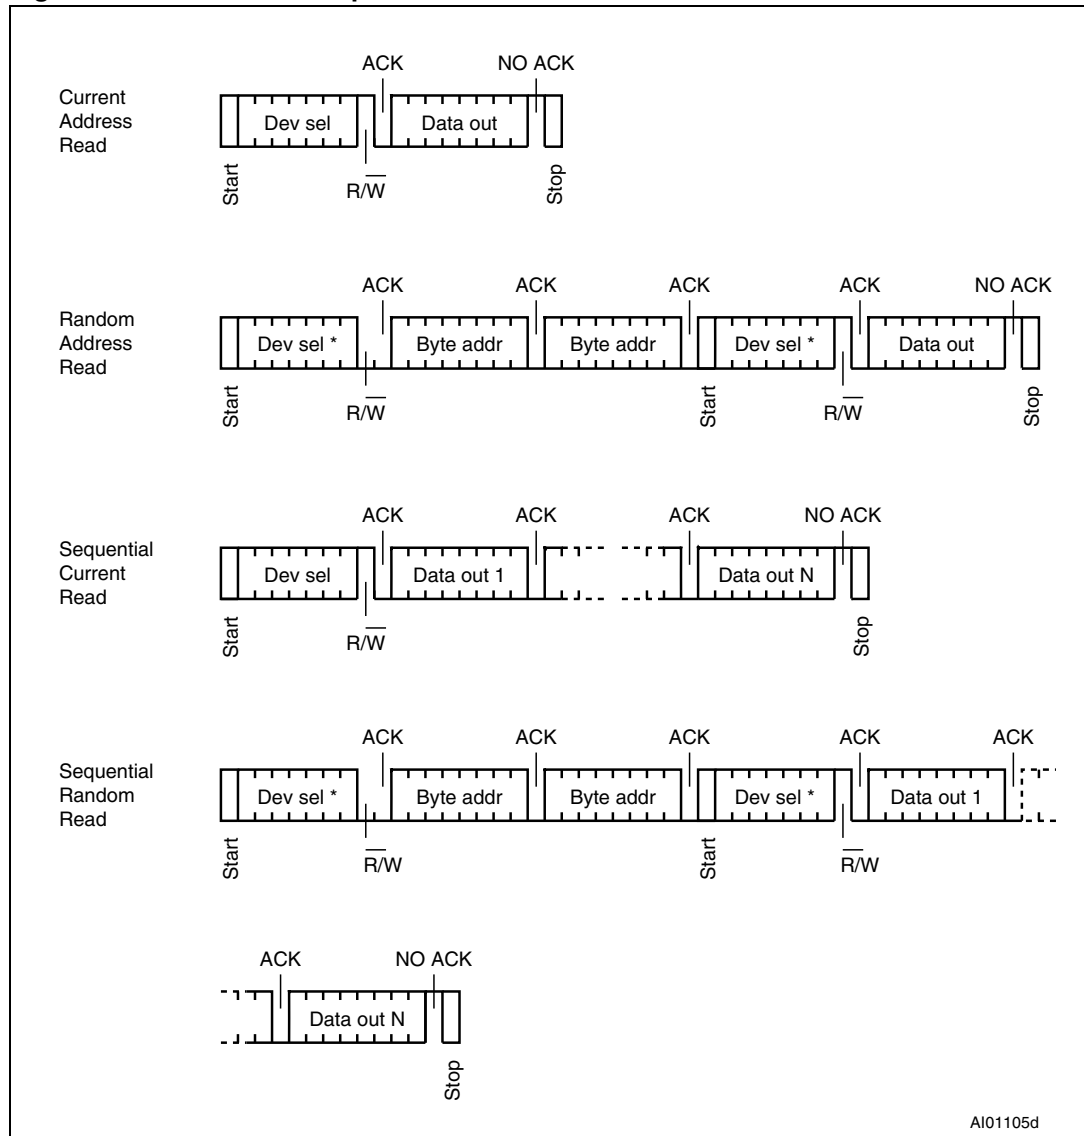 ACK NO ACK
Current
Address
Read
Dev sel Data out
Start R/W̅ Stop
ACK ACK ACK ACK NO ACK
Random
Address
Read
Dev sel * Byte addr Byte addr Dev sel * Data out
Start R/W̅ Start R/W̅ Stop
ACK ACK ACK NO ACK
Sequential
Current
Read
Dev sel Data out 1 Data out N
Start R/W̅ Stop
ACK ACK ACK ACK ACK
Sequential
Random
Read
Dev sel * Byte addr Byte addr Dev sel * Data out 1
Start R̅/W Start R̅/W
ACK NO ACK
Data out N
Stop
AI01105d